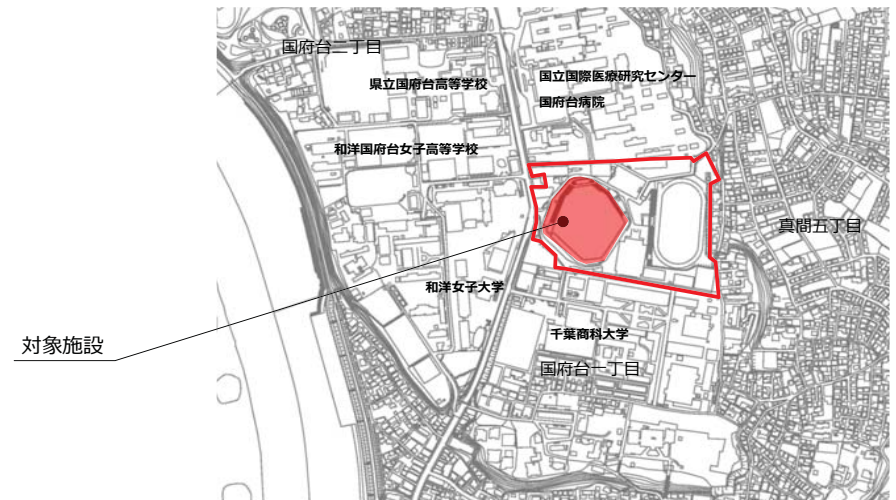 国府台二丁目
県立国府台高等学校
国立国際医療研究センター
国府台病院
和洋国府台女子高等学校
真間五丁目
和洋女子大学
千葉商科大学
対象施設
国府台一丁目